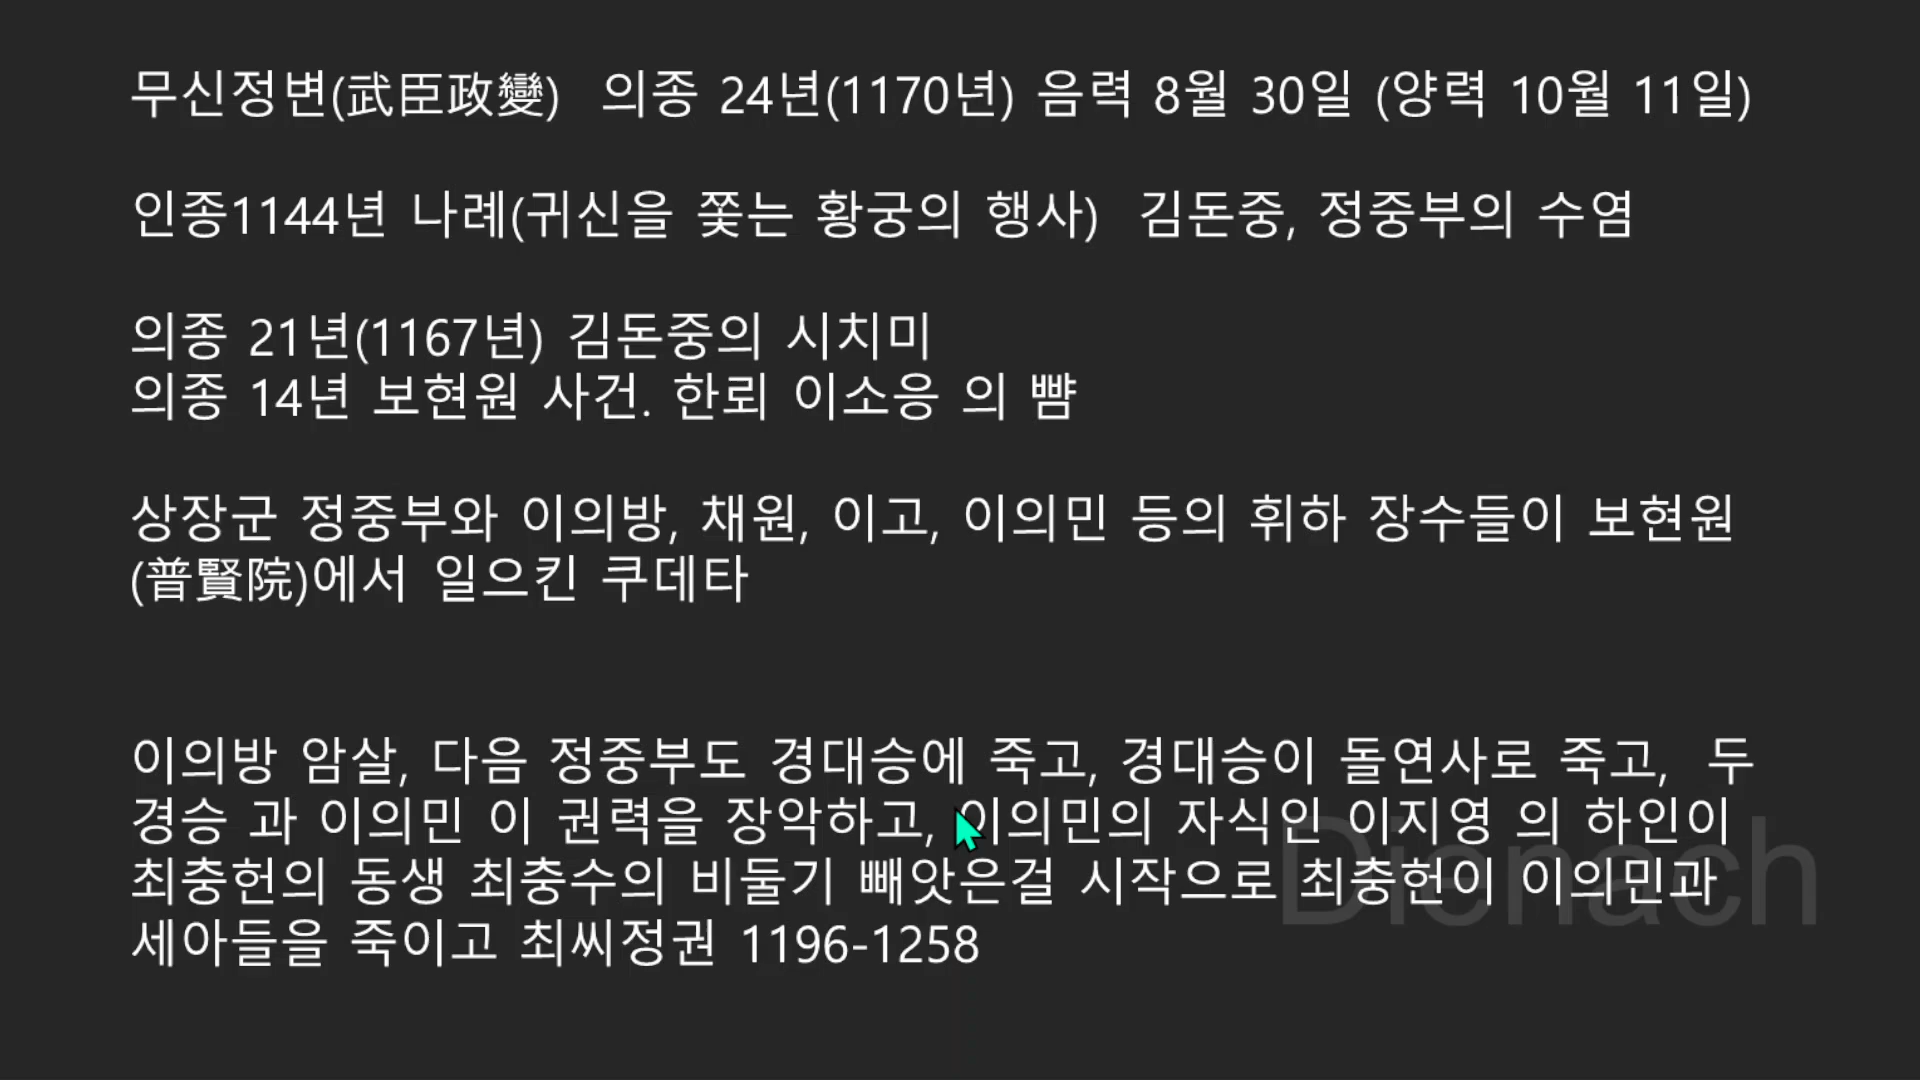 무신정변(武臣政變) 의종 24년(1170년) 음력 8월 30일 (양력 10월 11일)
인종1144년 나례(귀신을 쫓는 황궁의 행사) 김돈중, 정중부의 수염
의종 21년(1167년) 김돈중의 시치미
의종 14년 보현원 사건. 한뢰 이소응 의 뺨
상장군 정중부와 이의방, 채원, 이고, 이의민 등의 휘하 장수들이 보현원
(普賢院)에서 일으킨 쿠데타
이의방 암살, 다음 정중부도 경대승에 죽고, 경대승이 돌연사로 죽고, 두
경승 과 이의민 이 권력을 장악하고, 이의민의 자식인 이지영 의 하인이
최충헌의 동생 최충수의 비둘기 빼앗은걸 시작으로 최충헌이 이의민과
세아들을 죽이고 최씨정권 1196-1258
Dienach